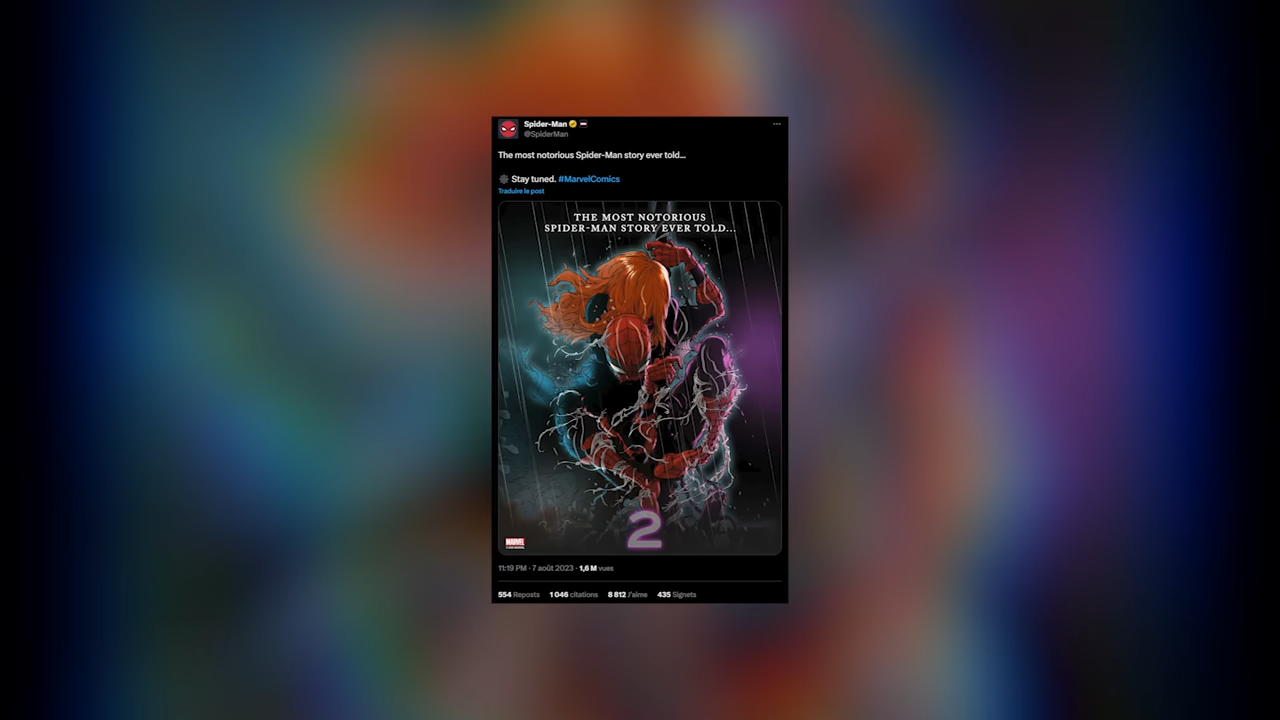 Spider-Man
@SpiderMan
The most notorious Spider-Man story ever told...
Stay tuned. #MarvelComics
Traduire le post
THE MOST NOTORIOUS
SPIDER-MAN STORY EVER TOLD...
2
MARVEL
11:19 PM · 7 août 2023 · 1,6 M vues
554 Reposts 1 046 citations 8 812 J'aime 435 Signets